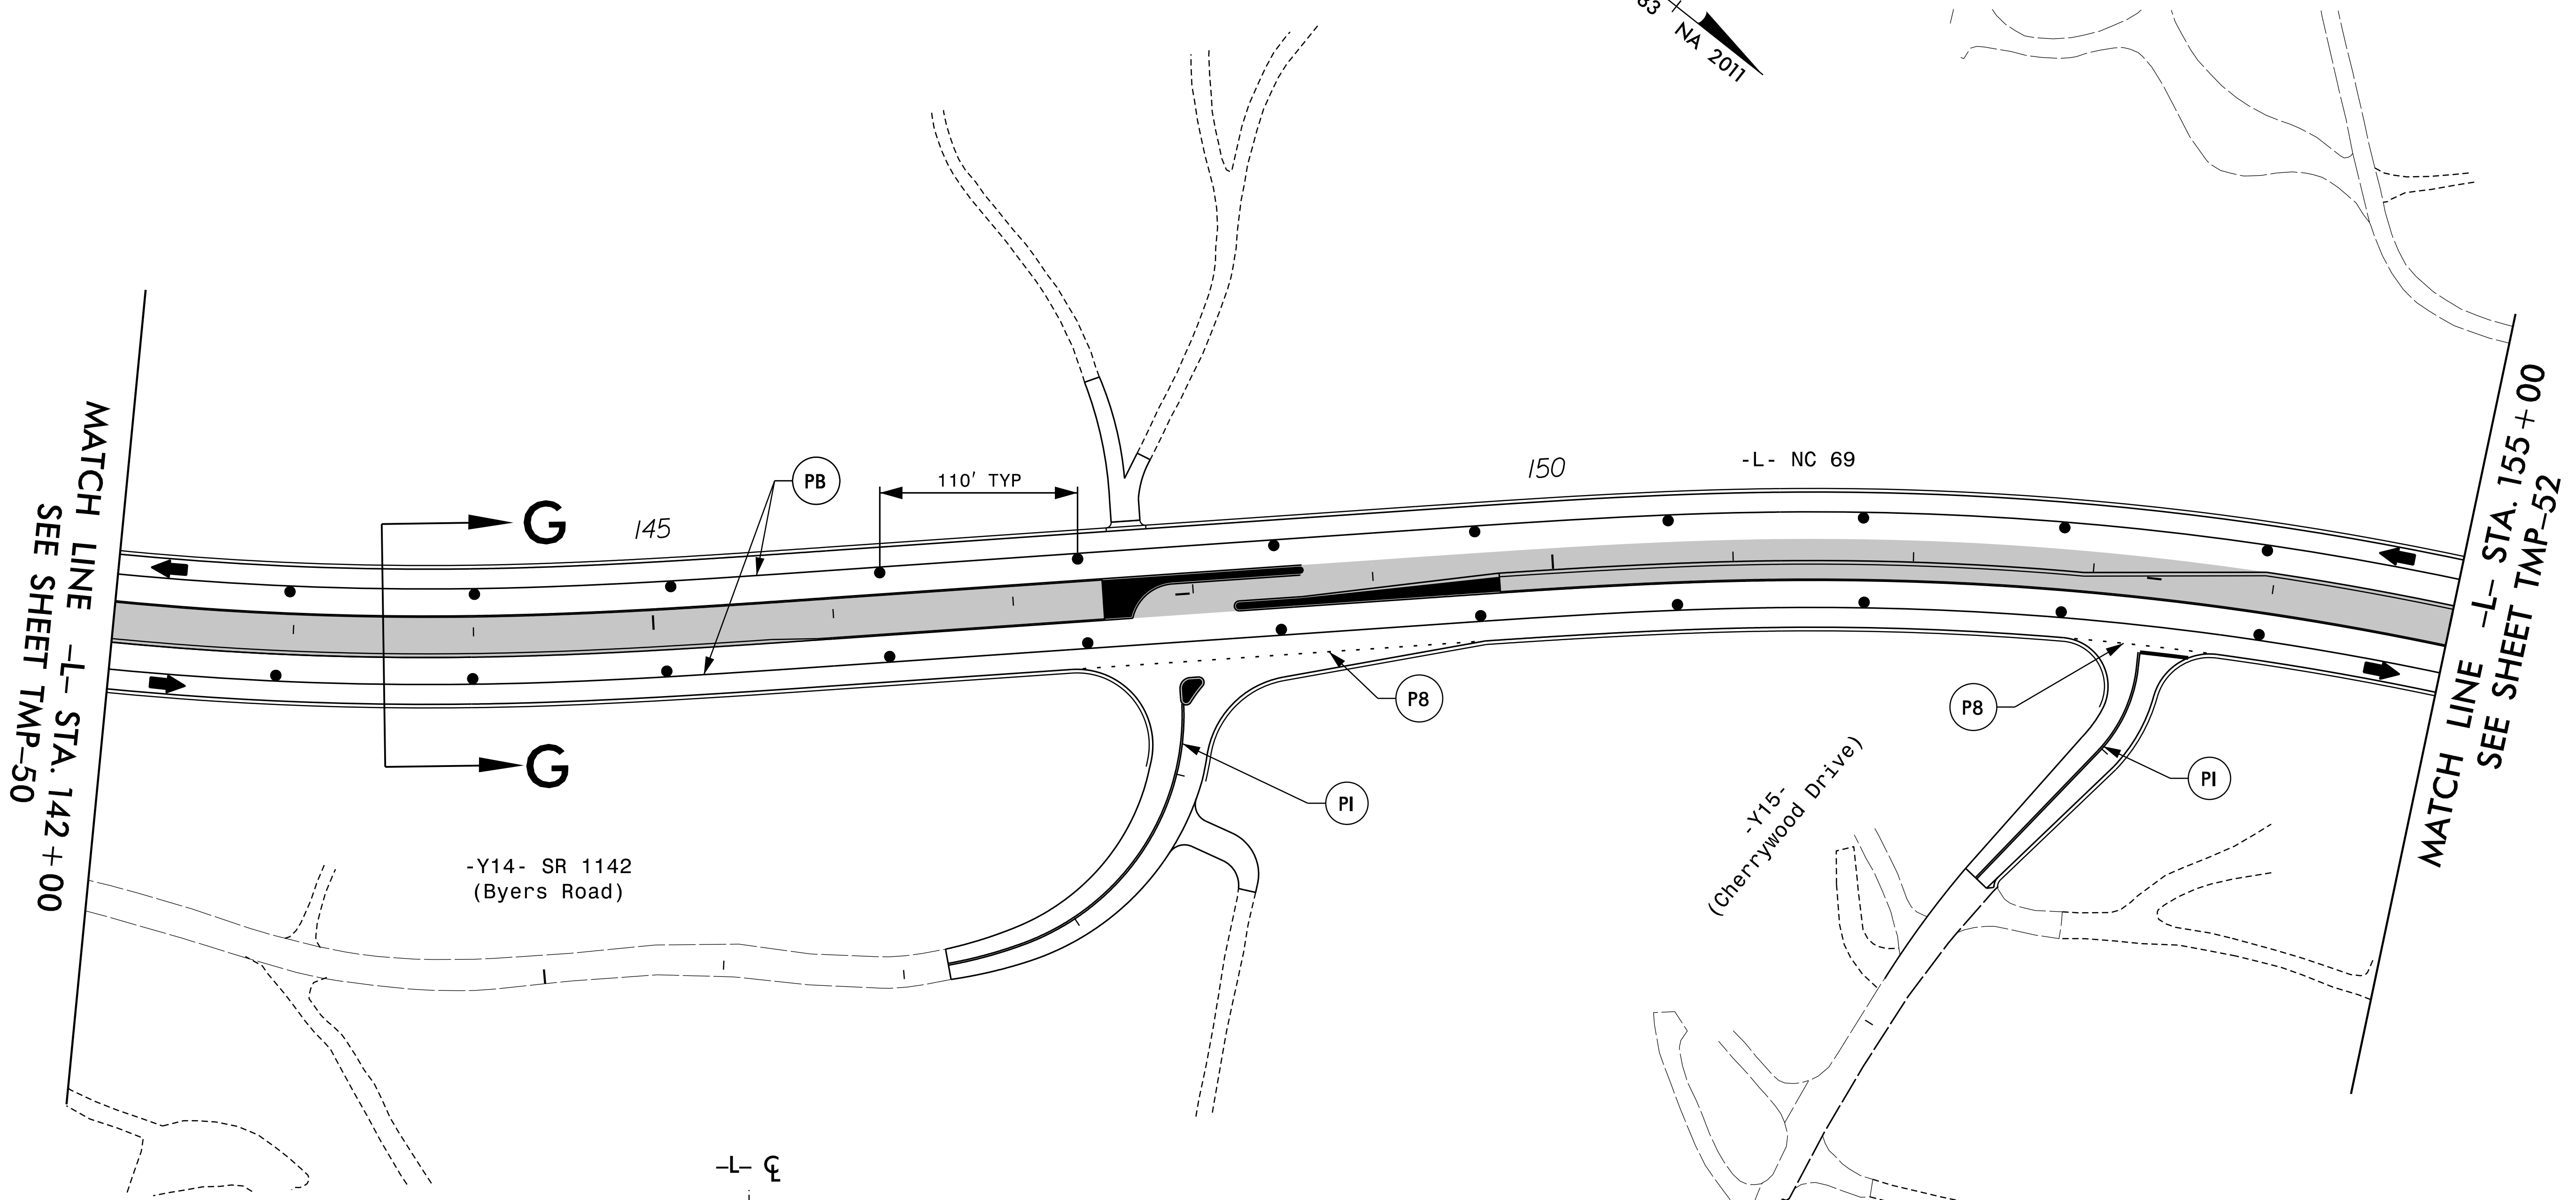 83 NA 2011
MATCH LINE -L- STA. 142+00
SEE SHEET TMP-50
G
G
145
PB
110' TYP
150
-L- NC 69
P8
P8
PI
PI
-Y14- SR 1142
(Byers Road)
-Y15-
(Cherrywood Drive)
MATCH LINE -L- STA. 155+00
SEE SHEET TMP-52
-L- ℄